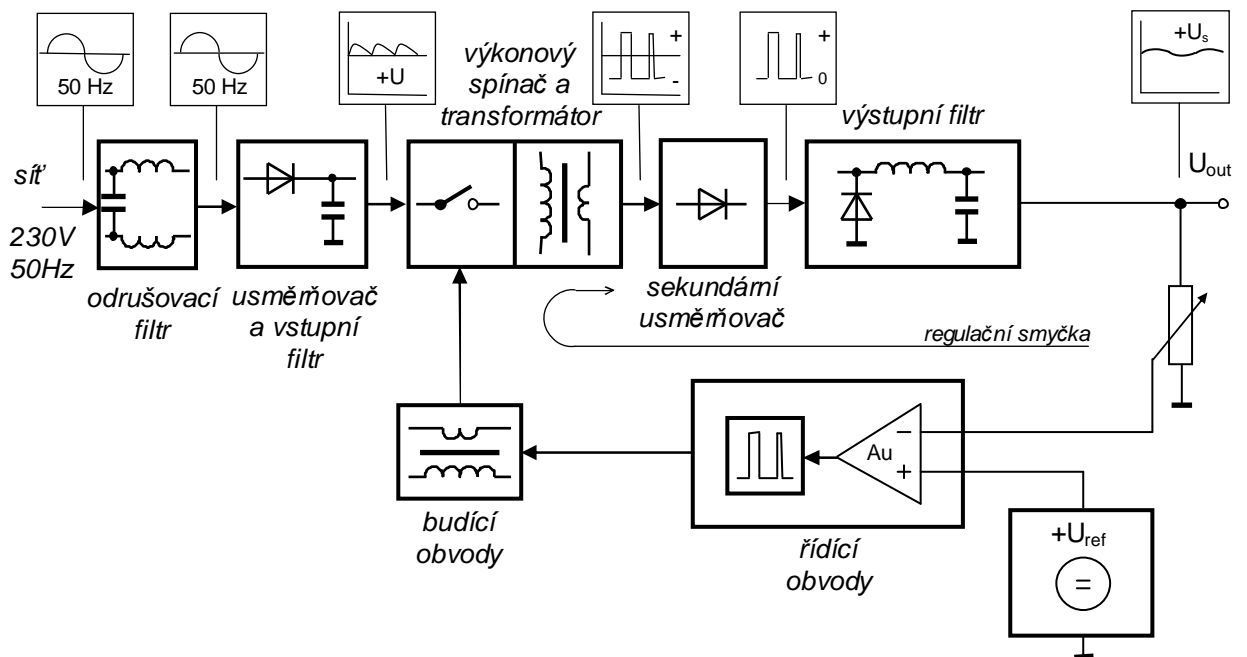 50 Hz
50 Hz
+U
výkonový
spínač a
transformátor
+
-
+
0
výstupní filtr
+Us
Uout
síť
230V
50Hz
odrušovací
filtr
usměrňovač
a vstupní
filtr
sekundární
usměrňovač
regulační smyčka
Au
−
+
budící
obvody
řídící
obvody
+Uref
=